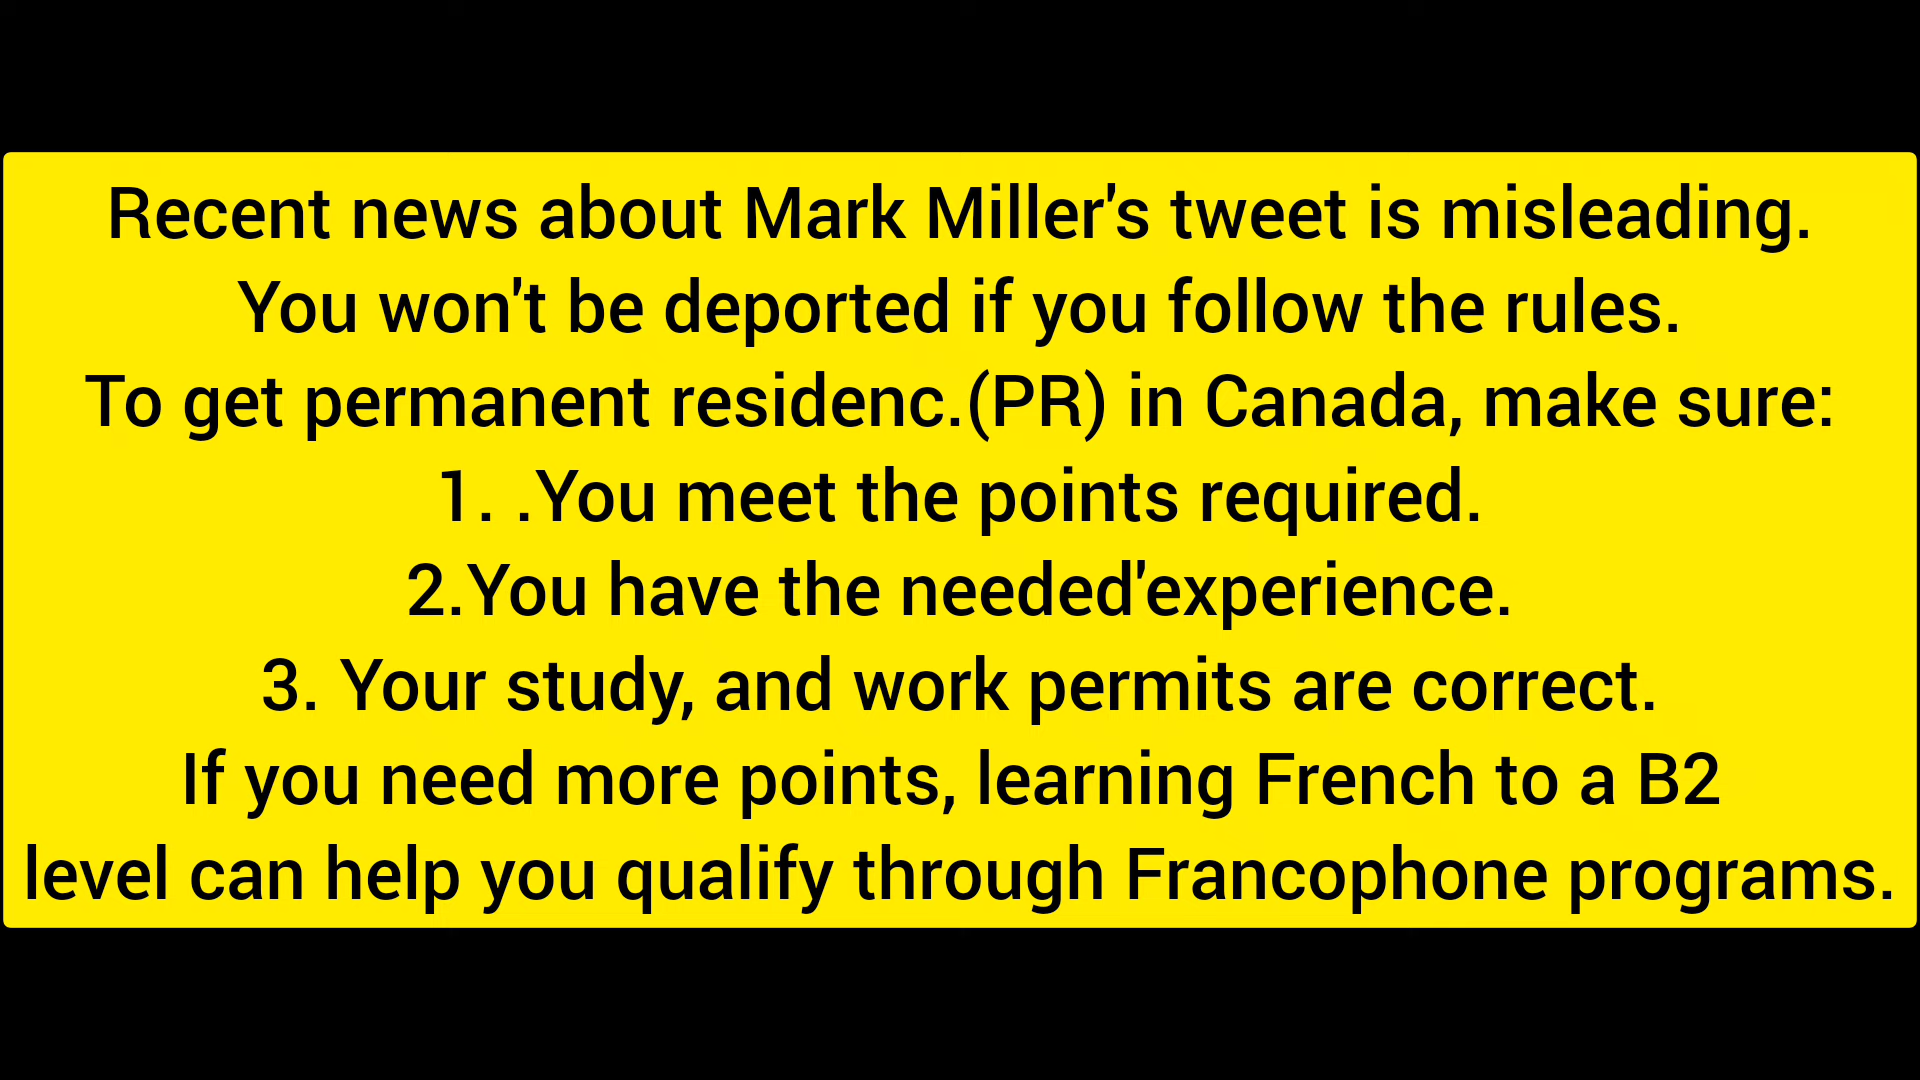 Recent news about Mark Miller's tweet is misleading.
You won't be deported if you follow the rules.
To get permanent residenc.(PR) in Canada, make sure:
1. .You meet the points required.
2.You have the needed'experience.
3. Your study, and work permits are correct.
If you need more points, learning French to a B2
level can help you qualify through Francophone programs.